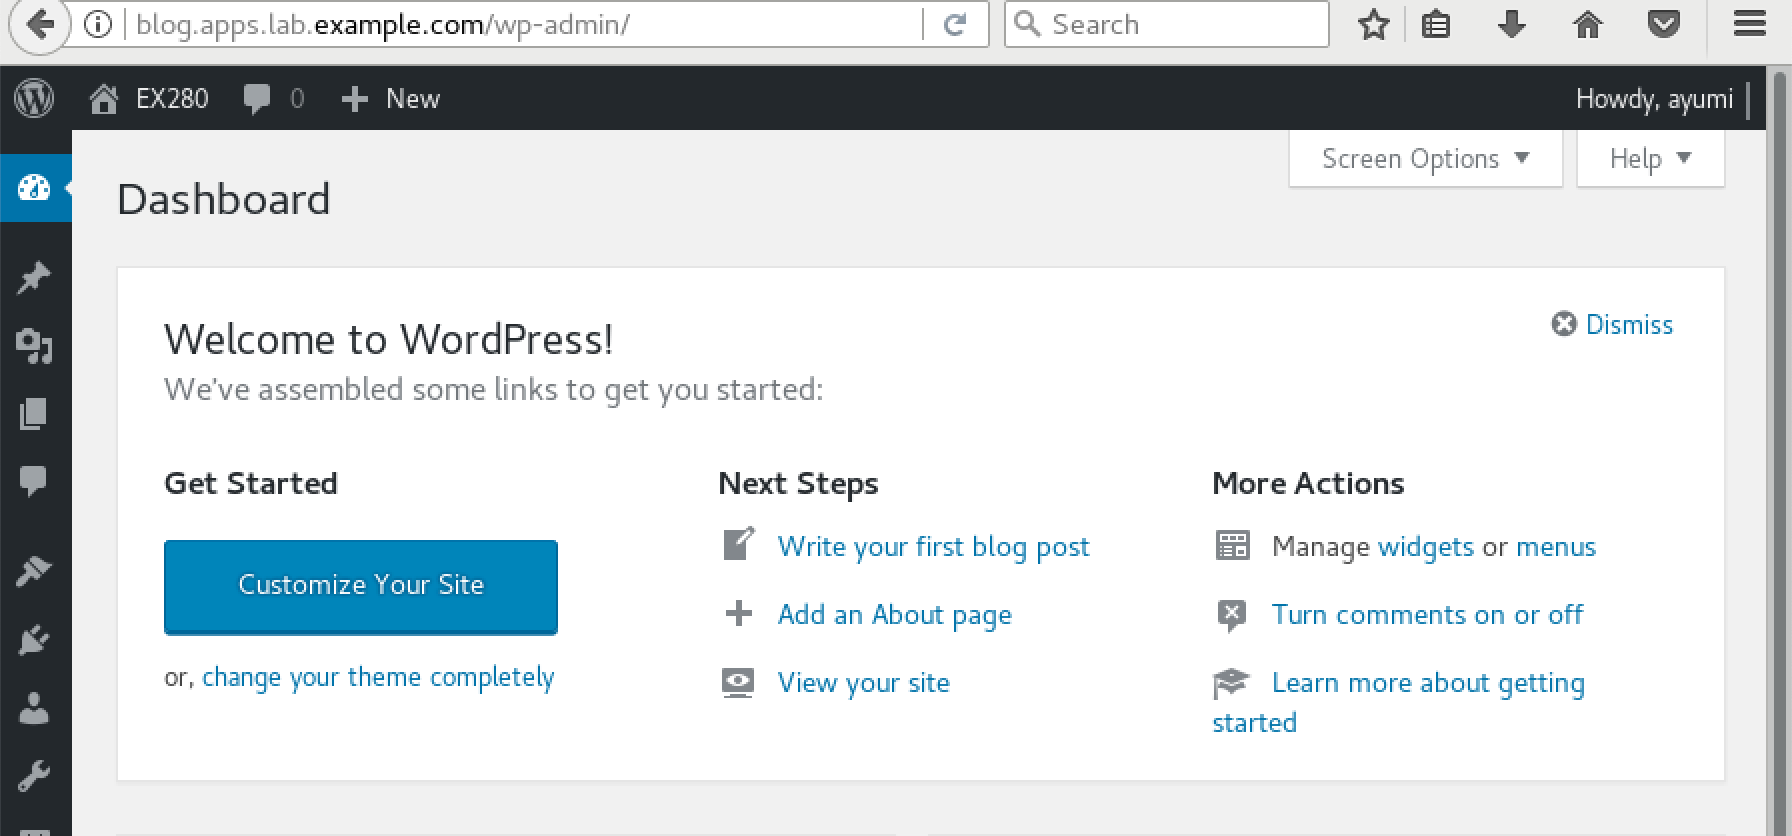 blog.apps.lab.example.com/wp-admin/
Search
EX280
0
New
Howdy, ayumi
Screen Options
Help
Dashboard
Welcome to WordPress!
Dismiss
We've assembled some links to get you started:
Get Started
Customize Your Site
or, change your theme completely
Next Steps
Write your first blog post
Add an About page
View your site
More Actions
Manage widgets or menus
Turn comments on or off
Learn more about getting
started